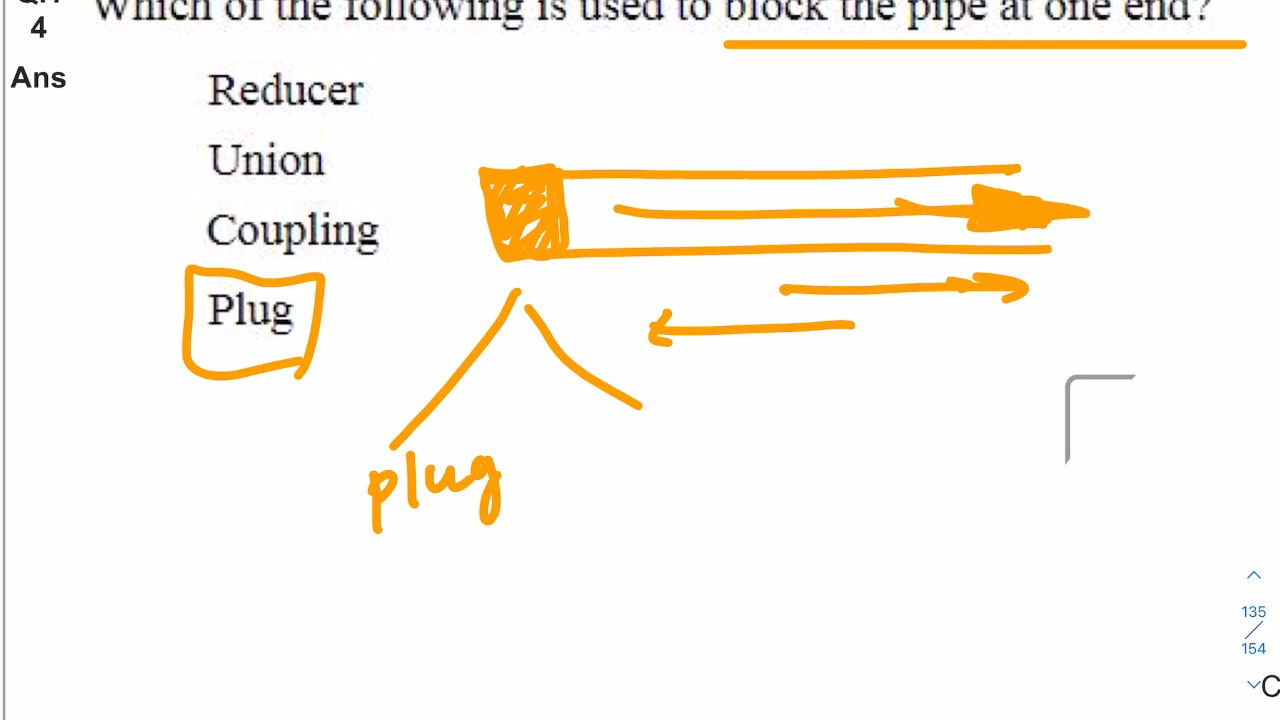 Which of the following is used to block the pipe at one end?
4
Ans
Reducer
Union
Coupling
Plug
plug
135
154
C